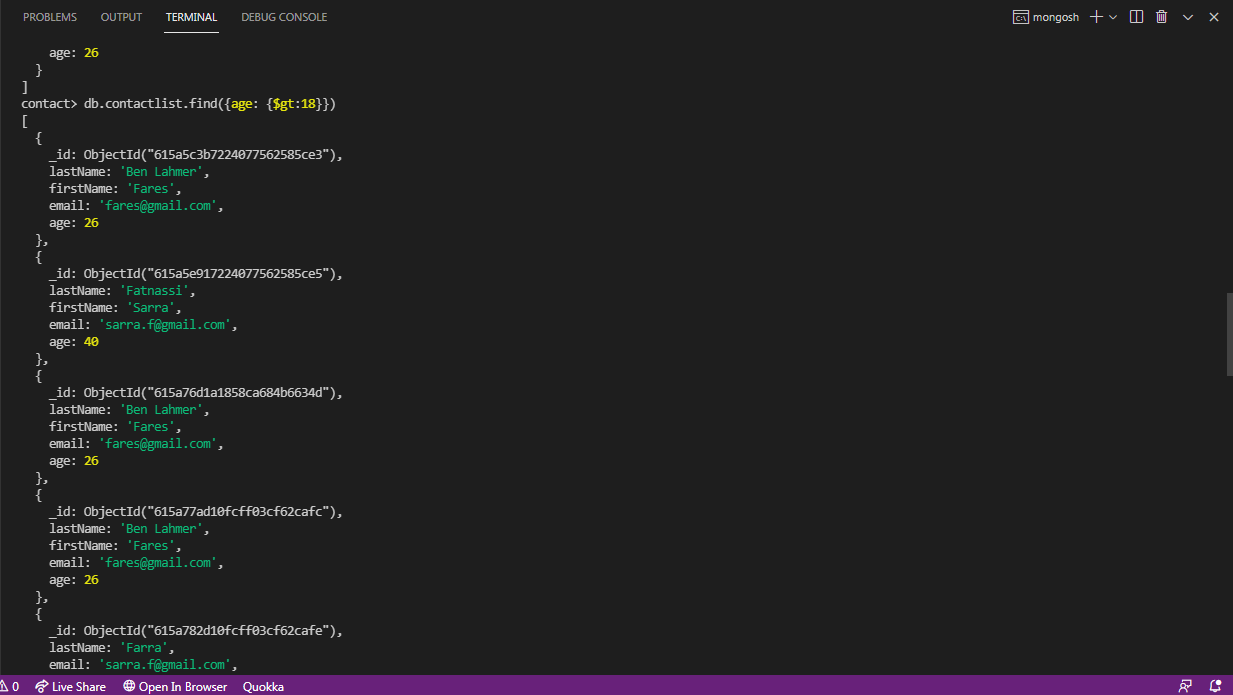 PROBLEMS OUTPUT TERMINAL DEBUG CONSOLE mongosh
age: 26
}
]
contact> db.contactlist.find({age: {$gt:18}})
[
{
_id: ObjectId("615a5c3b7224077562585ce3"),
lastName: 'Ben Lahmer',
firstName: 'Fares',
email: 'fares@gmail.com',
age: 26
},
{
_id: ObjectId("615a5e917224077562585ce5"),
lastName: 'Fatnassi',
firstName: 'Sarra',
email: 'sarra.f@gmail.com',
age: 40
},
{
_id: ObjectId("615a76d1a1858ca684b6634d"),
lastName: 'Ben Lahmer',
firstName: 'Fares',
email: 'fares@gmail.com',
age: 26
},
{
_id: ObjectId("615a77ad10fcff03cf62cafc"),
lastName: 'Ben Lahmer',
firstName: 'Fares',
email: 'fares@gmail.com',
age: 26
},
{
_id: ObjectId("615a782d10fcff03cf62cafe"),
lastName: 'Farra',
email: 'sarra.f@gmail.com',
0 Live Share Open In Browser Quokka